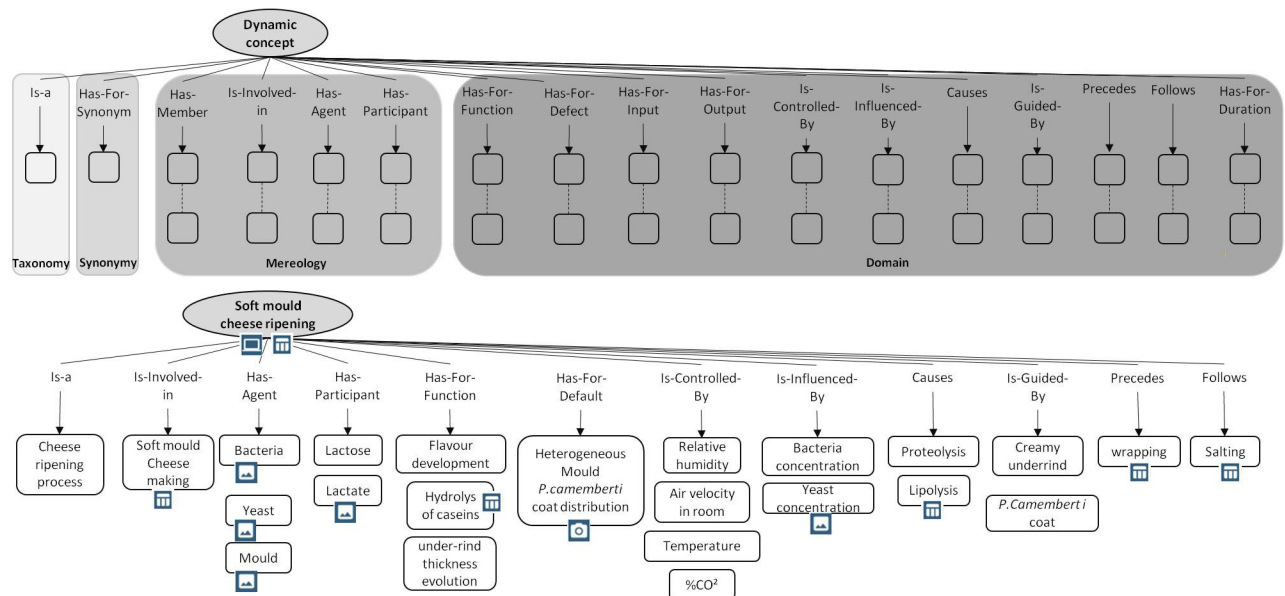 Dynamic
concept
Is-a
Has-For-
Synonym
Has-
Member
Is-Involved-
in
Has-
Agent
Has-
Participant
Has-For-
Function
Has-For-
Defect
Has-For-
Input
Has-For-
Output
Is-
Controlled-
By
Is-
Influenced-
By
Causes
Is-
Guided-
By
Precedes
Follows
Has-For-
Duration
Taxonomy
Synonymy
Mereology
Domain
Soft mould
cheese ripening
Is-a
Is-Involved-
in
Has-
Agent
Has-
Participant
Has-For-
Function
Has-For-
Default
Is-Controlled-
By
Is-Influenced-
By
Causes
Is-Guided-
By
Precedes
Follows
Cheese
ripening
process
Soft mould
Cheese
making
Bacteria
Yeast
Mould
Lactose
Lactate
Flavour
development
Hydrolys
of caseins
under-rind
thickness
evolution
Heterogeneous
Mould
P.camemberti
coat distribution
Relative
humidity
Air velocity
in room
Temperature
%CO²
Bacteria
concentration
Yeast
concentration
Proteolysis
Lipolysis
Creamy
underrind
P.Camembert i
coat
wrapping
Salting